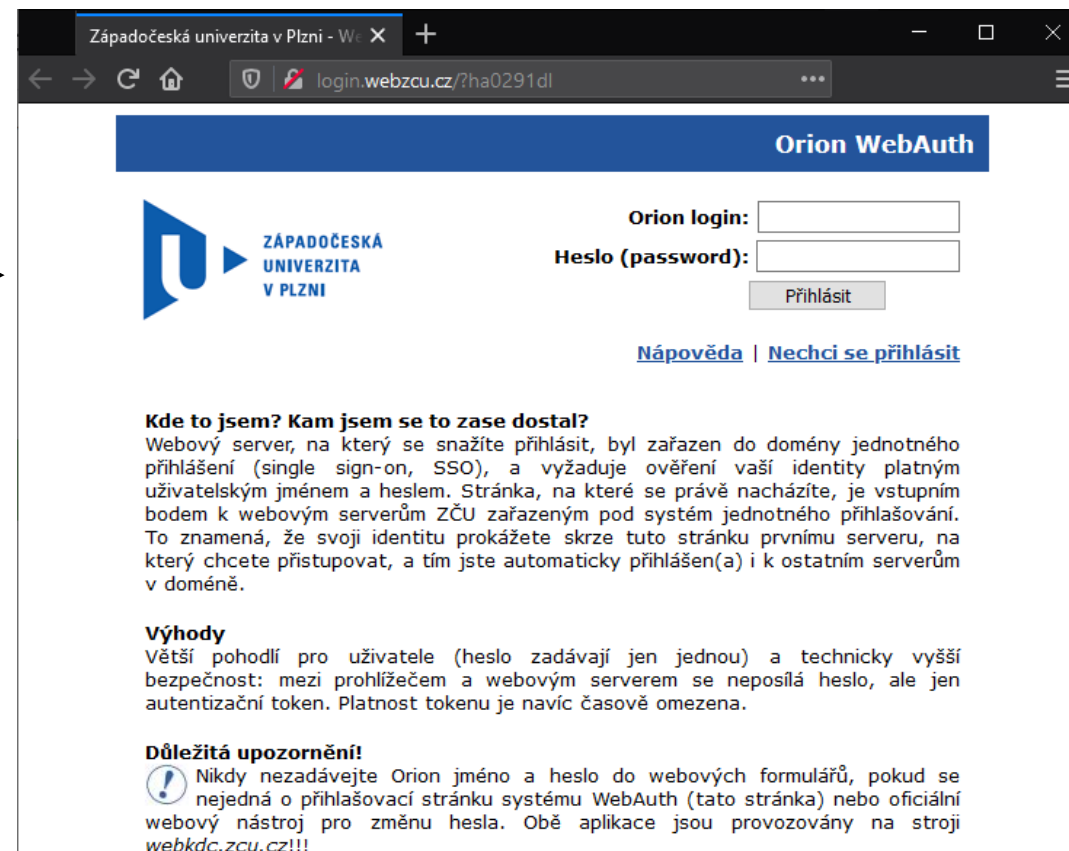 Západočeská univerzita v Plzni - We
login.webzcu.cz/?ha0291dl
Orion WebAuth
ZÁPADOČESKÁ
UNIVERZITA
V PLZNI
Orion login:
Heslo (password):
Přihlásit
Nápověda | Nechci se přihlásit
Kde to jsem? Kam jsem se to zase dostal?
Webový server, na který se snažíte přihlásit, byl zařazen do domény jednotného
přihlášení (single sign-on, SSO), a vyžaduje ověření vaší identity platným
uživatelským jménem a heslem. Stránka, na které se právě nacházíte, je vstupním
bodem k webovým serverům ZČU zařazeným pod systém jednotného přihlašování.
To znamená, že svoji identitu prokážete skrze tuto stránku prvnímu serveru, na
který chcete přistupovat, a tím jste automaticky přihlášen(a) i k ostatním serverům
v doméně.
Výhody
Větší pohodlí pro uživatele (heslo zadávají jen jednou) a technicky vyšší
bezpečnost: mezi prohlížečem a webovým serverem se neposílá heslo, ale jen
autentizační token. Platnost tokenu je navíc časově omezena.
Důležitá upozornění!
Nikdy nezadávejte Orion jméno a heslo do webových formulářů, pokud se
nejedná o přihlašovací stránku systému WebAuth (tato stránka) nebo oficiální
webový nástroj pro změnu hesla. Obě aplikace jsou provozovány na stroji
webkdc.zcu.cz!!!